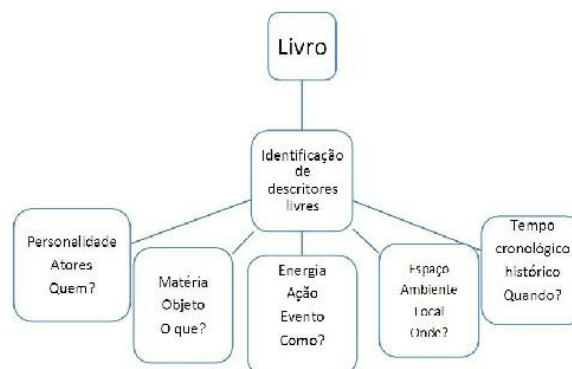 Livro
Identificação
de
descritores
livres
Personalidade
Atores
Quem?
Matéria
Objeto
O que?
Energia
Ação
Evento
Como?
Espaço
Ambiente
Local
Onde?
Tempo
cronológico
histórico
Quando?